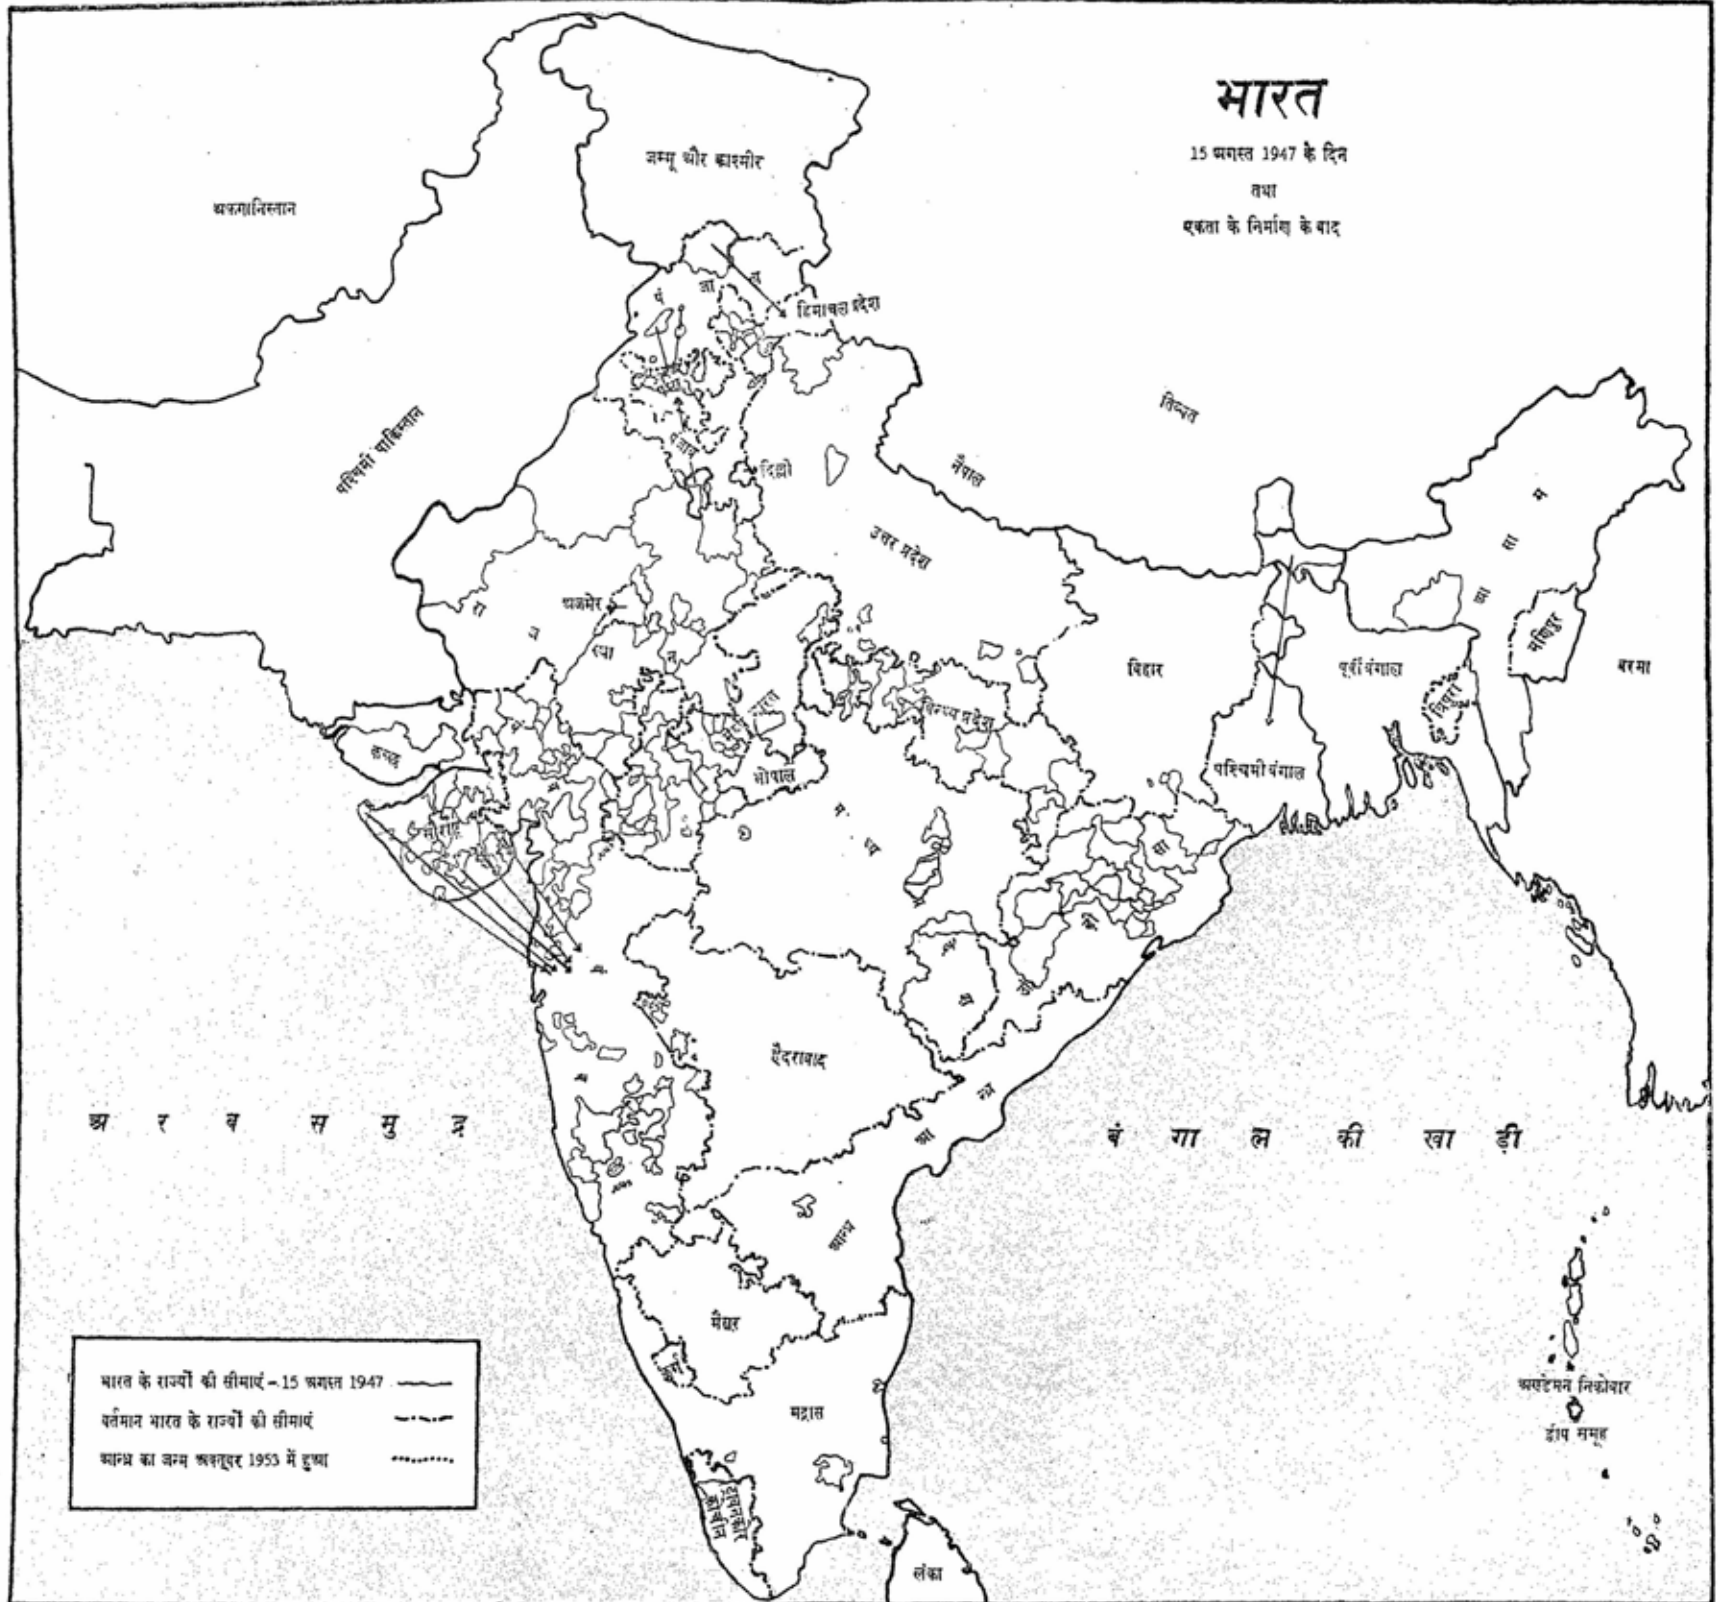 भारत
15 अगस्त 1947 के दिन
तथा
एकता के निर्माण के बाद
जम्मू और काश्मीर
अफगानिस्तान
पं जा ब
हिमाचल प्रदेश
पश्चिमी पाकिस्तान
तिब्बत
पंजाब
दिल्ली
नैपाल
उत्तर प्रदेश
आ सा म
अजमेर
रा ज स्था न
बिहार
पूर्वी बंगाल
मणिपुर
बरमा
त्रिपुरा
विन्ध्य प्रदेश
कच्छ
भोपाल
पश्चिमी बंगाल
सौराष्ट्र
म ध्य
हैदराबाद
अ र ब स मु द्र
बं गा ल की खा ड़ी
आ न्ध्र
आन्ध्र
मैसूर
मद्रास
अण्डेमन निकोबार
द्वीप समूह
ट्रावनकोर
कोचीन
लंका
भारत के राज्यों की सीमाएं – 15 अगस्त 1947
वर्तमान भारत के राज्यों की सीमाएं
आन्ध्र का जन्म अक्तूबर 1953 में हुआ